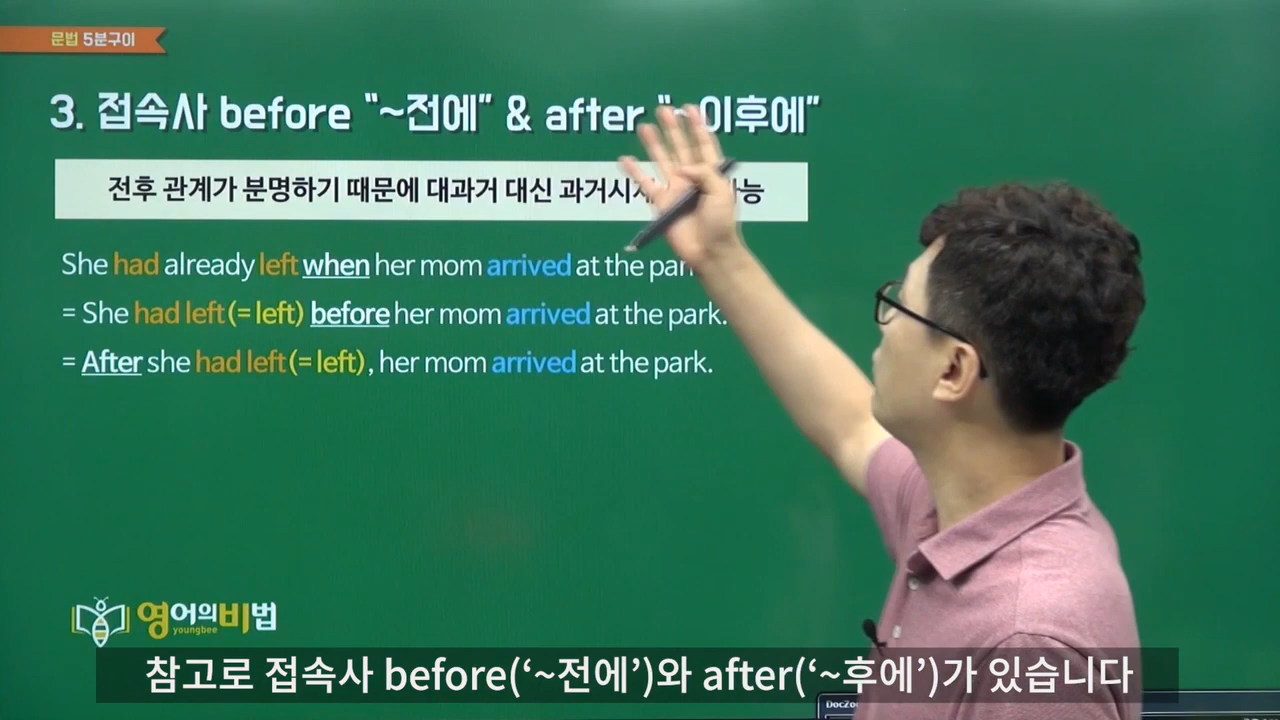 문법 5분구이
3. 접속사 before “~전에” & after “~이후에”
전후 관계가 분명하기 때문에 대과거 대신 과거시
She had already left when her mom arrived at the
= She had left(= left) before her mom arrived at the park.
= After she had left(= left), her mom arrived at the park.
영어의비법
youngbee
참고로 접속사 before(‘~전에’)와 after(‘~후에’)가 있습니다